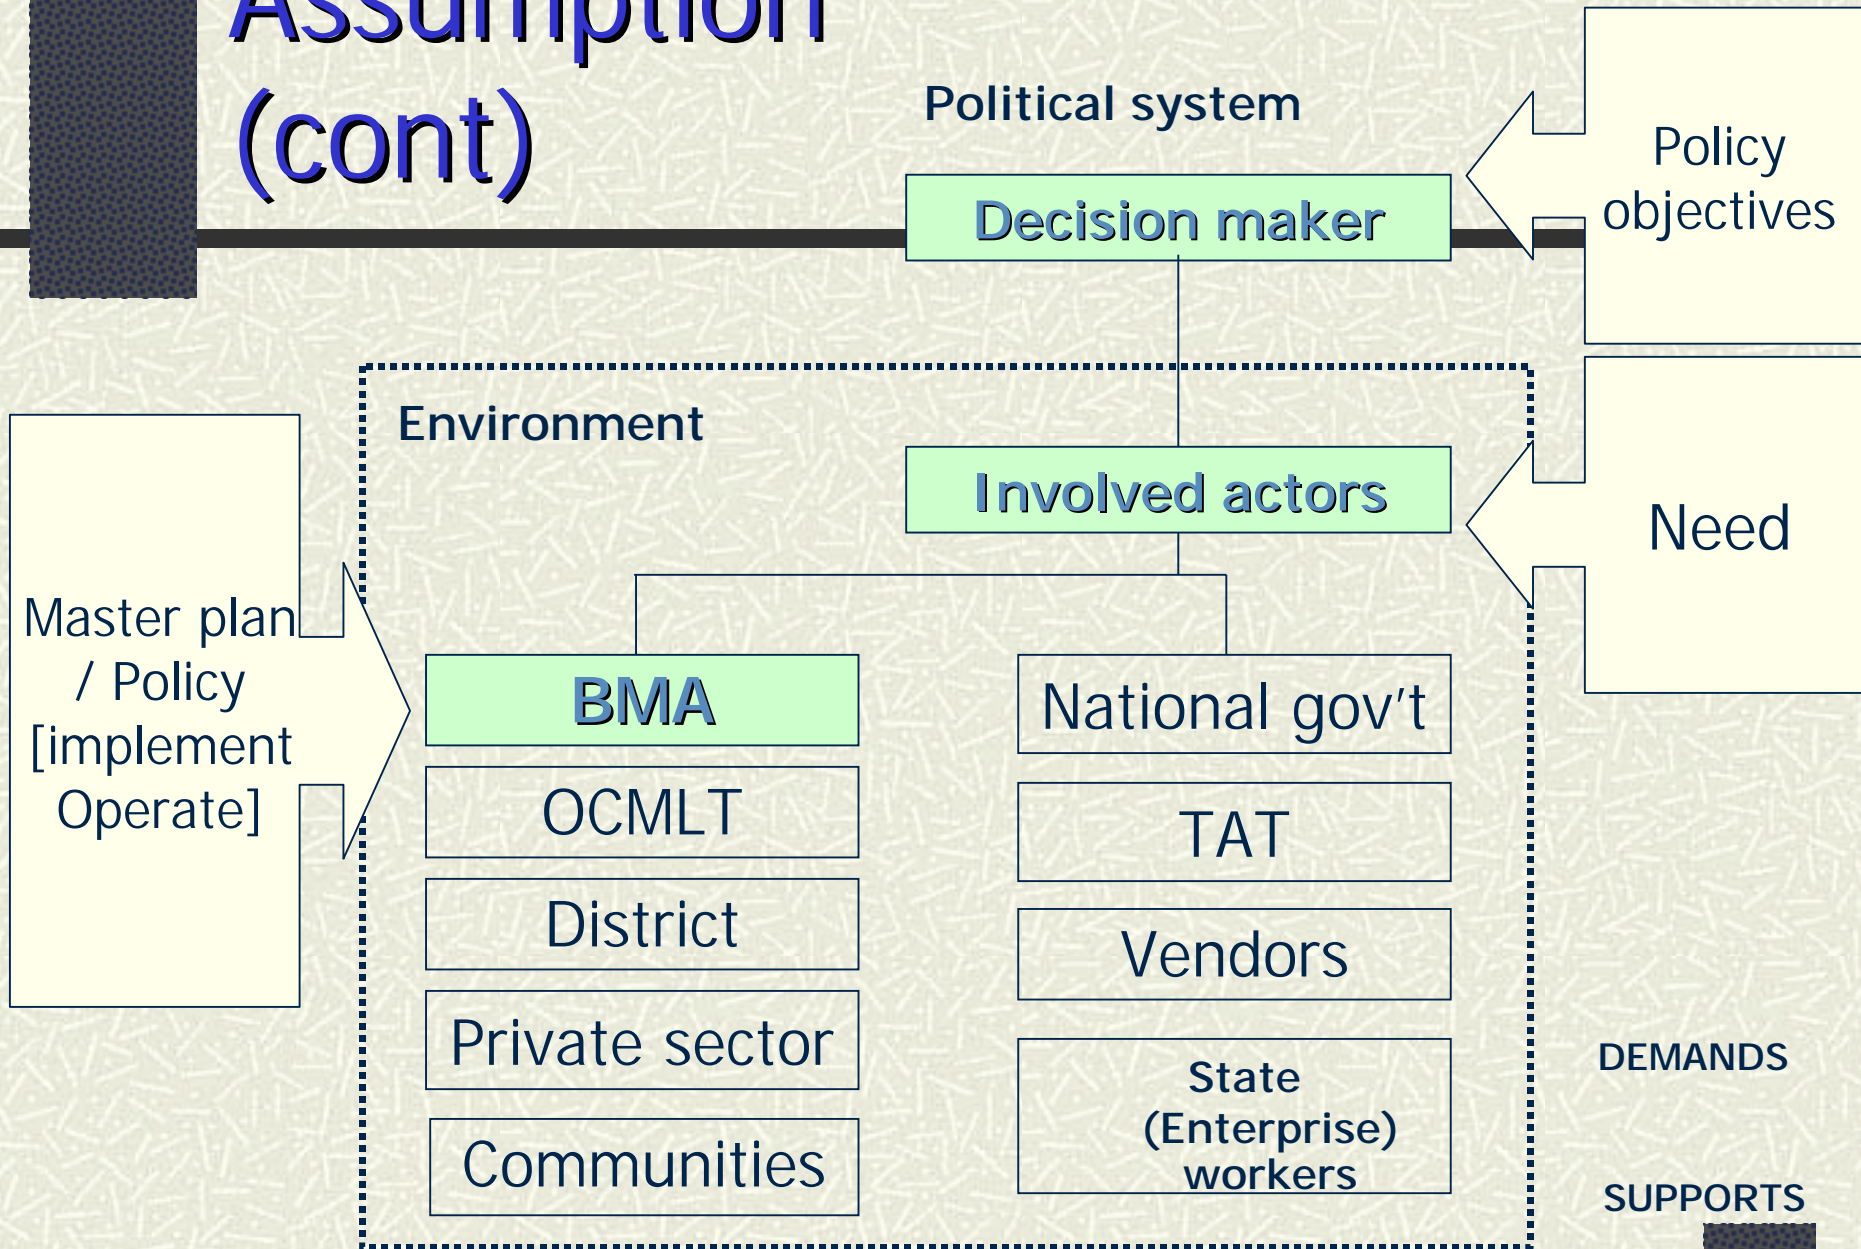 Assumption
(cont)
Political system
Decision maker
Policy
objectives
Environment
Involved actors
Need
Master plan
/ Policy
[implement
Operate]
BMA
OCMLT
District
Private sector
Communities
National gov't
TAT
Vendors
State
(Enterprise)
workers
DEMANDS
SUPPORTS